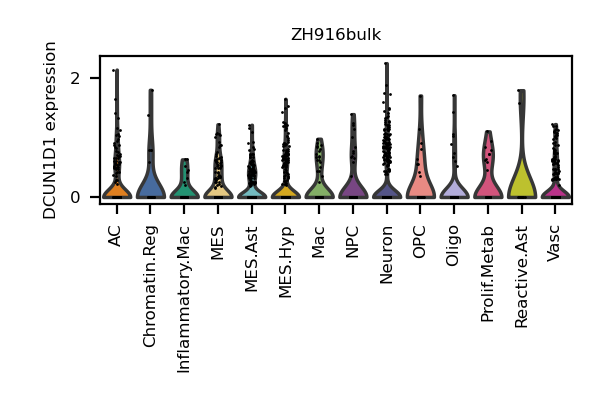 ZH916bulk
DCUN1D1 expression
2
0
AC
Chromatin.Reg
Inflammatory.Mac
MES
MES.Ast
MES.Hyp
Mac
NPC
Neuron
OPC
Oligo
Prolif.Metab
Reactive.Ast
Vasc